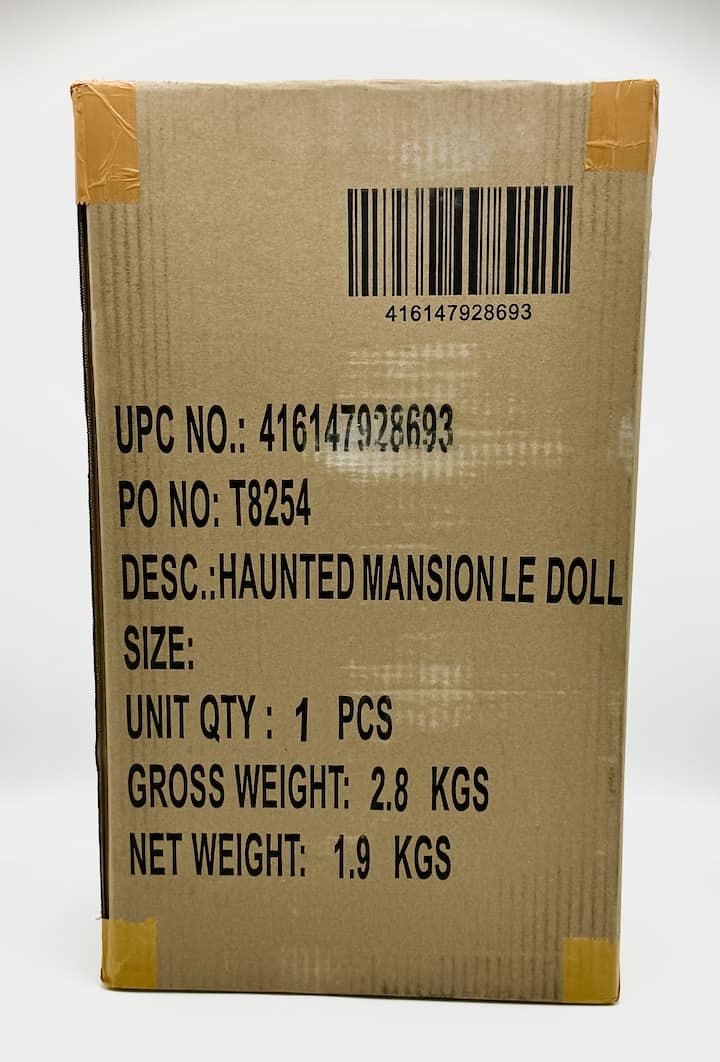 416147928693
UPC NO.: 416147928693
PO NO: T8254
DESC.:HAUNTED MANSION LE DOLL
SIZE:
UNIT QTY : 1 PCS
GROSS WEIGHT: 2.8 KGS
NET WEIGHT: 1.9 KGS